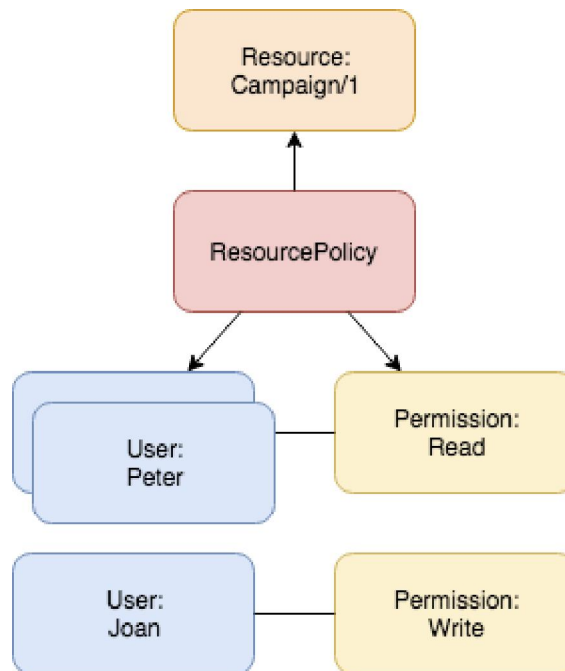 Resource:
Campaign/1
ResourcePolicy
User:
Peter
Permission:
Read
User:
Joan
Permission:
Write